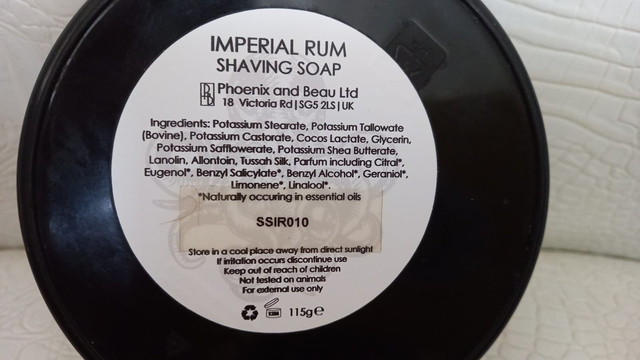 IMPERIAL RUM
SHAVING SOAP
Phoenix and Beau Ltd
18 Victoria Rd|SG5 2LS|UK
Ingredients: Potassium Stearate, Potassium Tallowate
(Bovine), Potassium Castorate, Cocos Lactate, Glycerin,
Potassium Safflowerate, Potassium Shea Butterate,
Lanolin, Allontoin, Tussah Silk, Parfum including Citral*,
Eugenol*, Benzyl Salicylate*, Benzyl Alcohol*, Geraniol*,
Limonene*, Linalool*.
*Naturally occuring in essential oils
SSIR010
Store in a cool place away from direct sunlight
If irritation occurs discontinue use
Keep out of reach of children
Not tested on animals
For external use only
115g℮